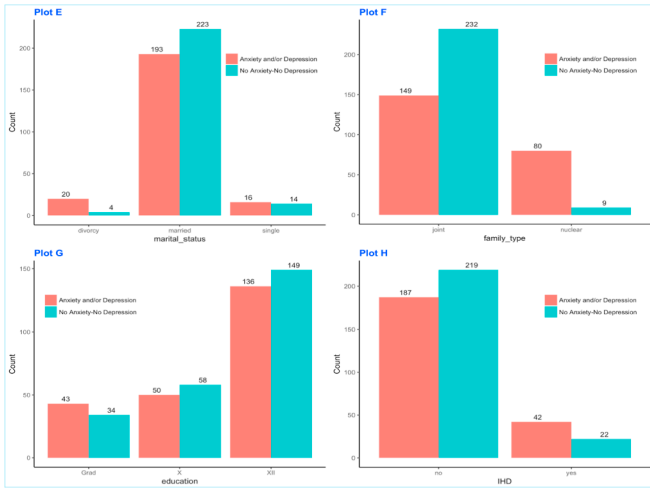 Plot E
223
193
Anxiety and/or Depression
No Anxiety-No Depression
200
150
Count
100
50
20
4
16
14
0
divorcy married single
marital_status
Plot F
232
Anxiety and/or Depression
No Anxiety-No Depression
200
149
150
Count
100
80
50
9
0
joint nuclear
family_type
Plot G
150
149
136
Anxiety and/or Depression
No Anxiety-No Depression
100
Count
58
50
50
43
34
0
Grad X XII
education
Plot H
219
200
187
Anxiety and/or Depression
No Anxiety-No Depression
150
Count
100
50
42
22
0
no yes
IHD